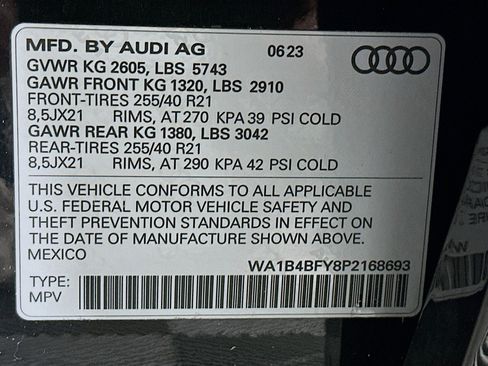 MFD. BY AUDI AG 0623
GVWR KG 2605, LBS 5743
GAWR FRONT KG 1320, LBS 2910
FRONT-TIRES 255/40 R21
8,5JX21 RIMS, AT 270 KPA 39 PSI COLD
GAWR REAR KG 1380, LBS 3042
REAR-TIRES 255/40 R21
8,5JX21 RIMS, AT 290 KPA 42 PSI COLD
THIS VEHICLE CONFORMS TO ALL APPLICABLE
U.S. FEDERAL MOTOR VEHICLE SAFETY AND
THEFT PREVENTION STANDARDS IN EFFECT ON
THE DATE OF MANUFACTURE SHOWN ABOVE.
MEXICO WA1B4BFY8P2168693
TYPE:
MPV